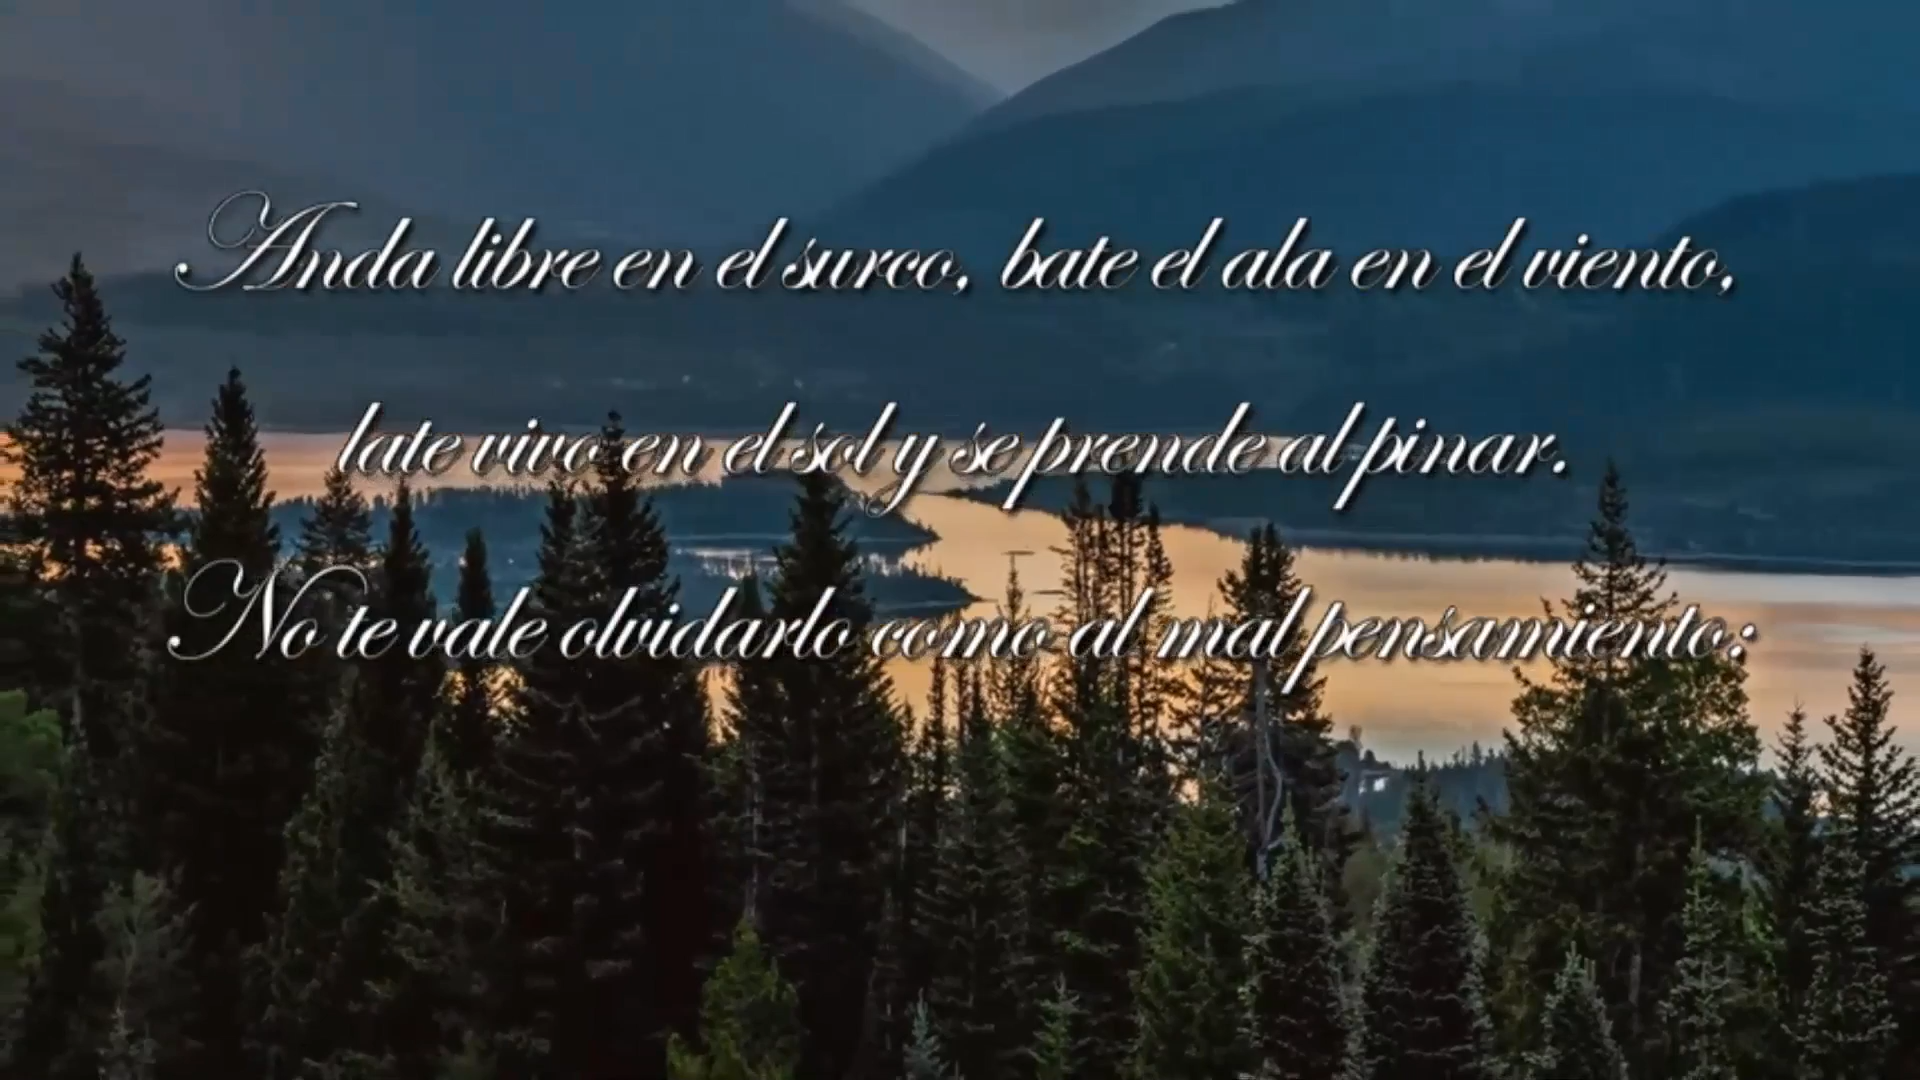 Anda libre en el surco, bate el ala en el viento,
late vivo en el sol y se prende al pinar.
No te vale olvidarlo como al mal pensamiento: